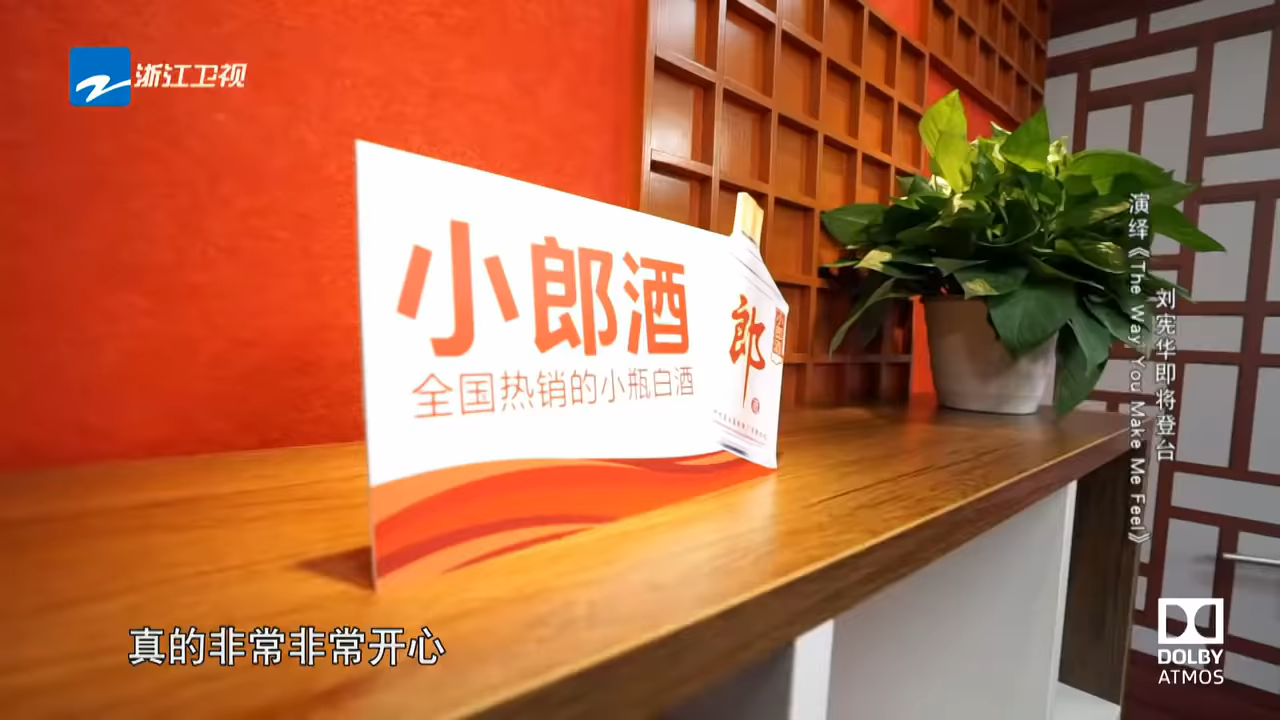 浙江卫视
小郎酒
全国热销的小瓶白酒
郎
刘宪华即将登台
演绎《The Way You Make Me Feel》
真的非常非常开心
DOLBY
ATMOS